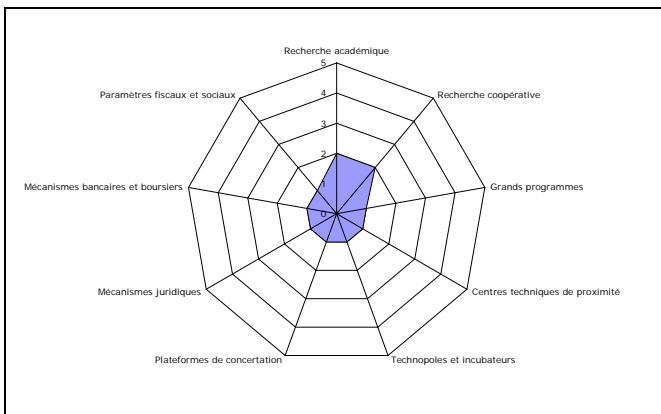 Recherche académique
5
Paramètres fiscaux et sociaux
Recherche coopérative
4
3
2
Mécanismes bancaires et boursiers
1
Grands programmes
0
Mécanismes juridiques
Centres techniques de proximité
Plateformes de concertation
Technopoles et incubateurs